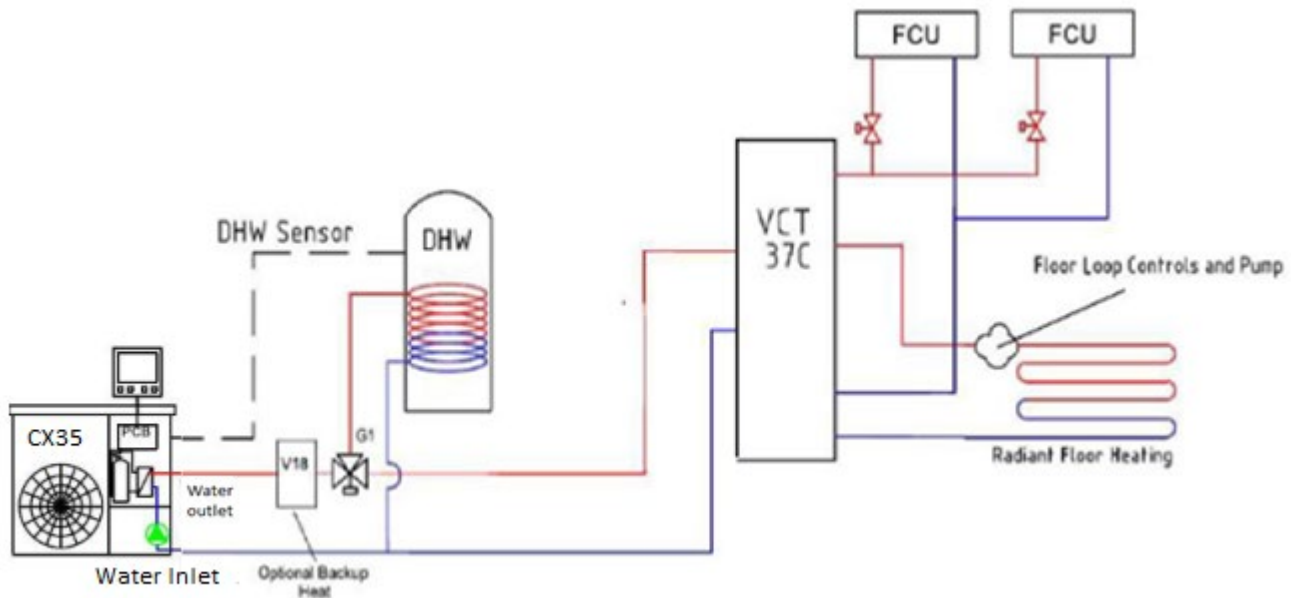 FCU
FCU
VCT
37C
DHW Sensor
DHW
Floor Loop Controls and Pump
CX35
PCB
V18
G1
Water
outlet
Radiant Floor Heating
Water Inlet
Optional Backup
Heat